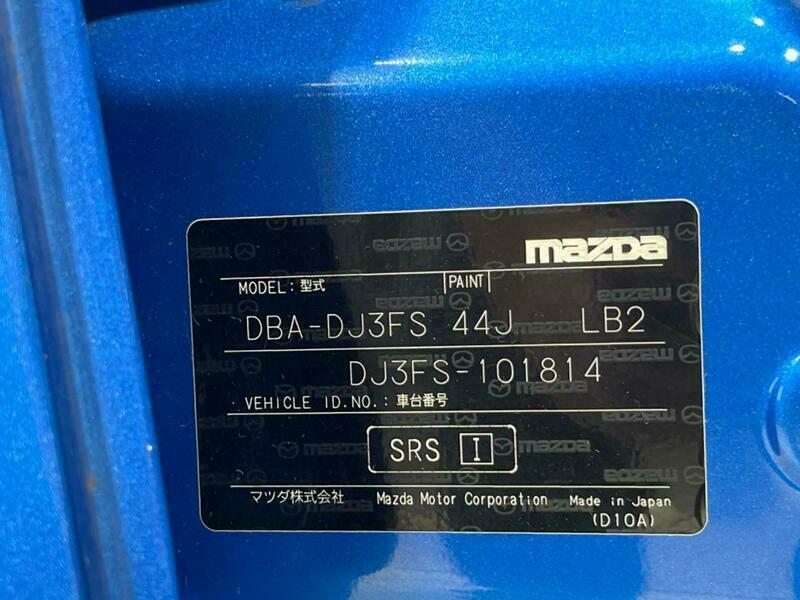 mazda
MODEL: 型式 PAINT
DBA-DJ3FS 44J LB2
DJ3FS-101814
VEHICLE ID.NO.: 車台番号
SRS I
マツダ株式会社 Mazda Motor Corporation Made in Japan
(D10A)